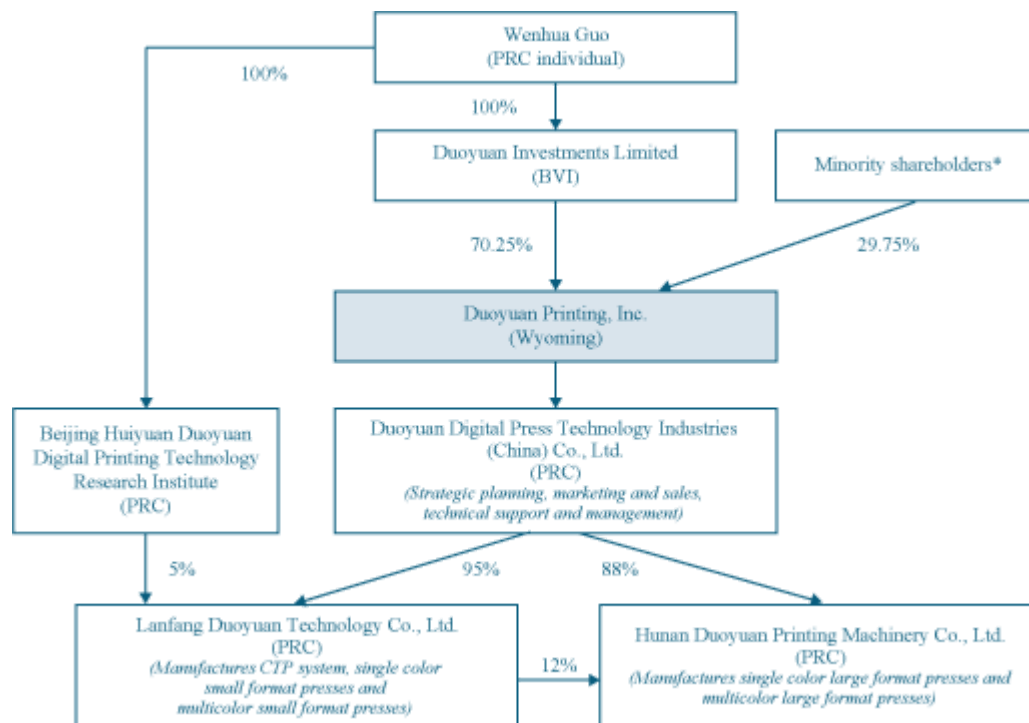 Wenhua Guo
(PRC individual)
100%
100%
Duoyuan Investments Limited
(BVI)
Minority shareholders*
70.25%
29.75%
Duoyuan Printing, Inc.
(Wyoming)
Beijing Huiyuan Duoyuan
Digital Printing Technology
Research Institute
(PRC)
Duoyuan Digital Press Technology Industries
(China) Co., Ltd.
(PRC)
(Strategic planning, marketing and sales,
technical support and management)
5%
95%
88%
Lanfang Duoyuan Technology Co., Ltd.
(PRC)
(Manufactures CTP system, single color
small format presses and
multicolor small format presses)
12%
Hunan Duoyuan Printing Machinery Co., Ltd.
(PRC)
(Manufactures single color large format presses and
multicolor large format presses)